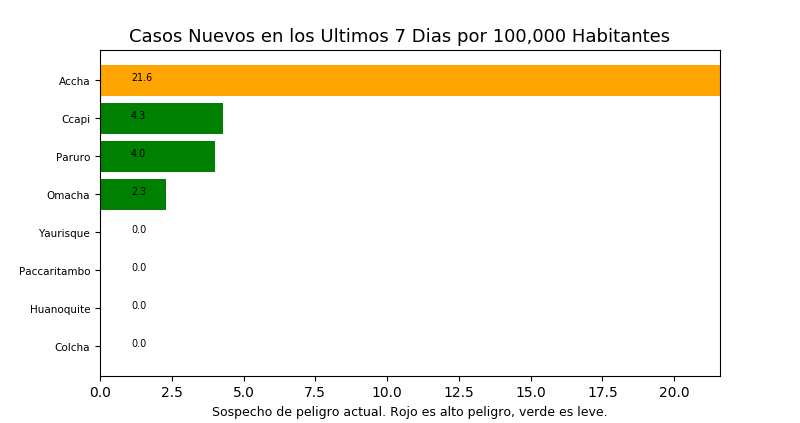 Casos Nuevos en los Ultimos 7 Dias por 100,000 Habitantes
Accha 21.6
Ccapi 4.3
Paruro 4.0
Omacha 2.3
Yaurisque 0.0
Paccaritambo 0.0
Huanoquite 0.0
Colcha 0.0
0.0 2.5 5.0 7.5 10.0 12.5 15.0 17.5 20.0
Sospecho de peligro actual. Rojo es alto peligro, verde es leve.